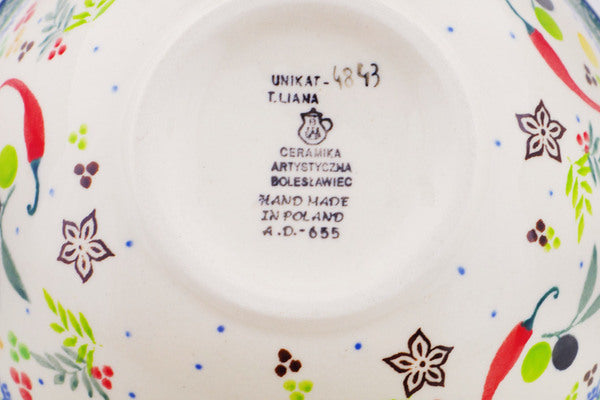 UNIKAT-4843
T.LIANA
CERAMIKA
ARTYSTYCZNA
BOLESŁAWIEC
HAND MADE
IN POLAND
A.D.-655